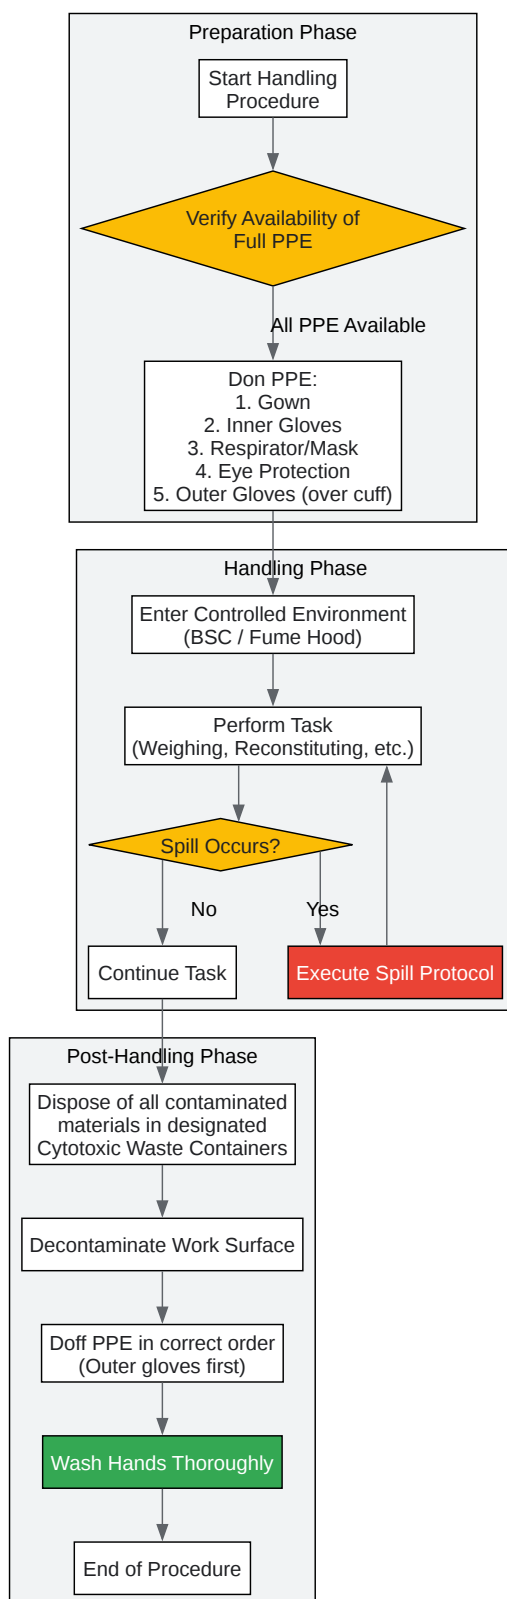 Preparation Phase
Start Handling
Procedure
Verify Availability of
Full PPE
All PPE Available
Don PPE:
1. Gown
2. Inner Gloves
3. Respirator/Mask
4. Eye Protection
5. Outer Gloves (over cuff)
Handling Phase
Enter Controlled Environment
(BSC / Fume Hood)
Perform Task
(Weighing, Reconstituting, etc.)
Spill Occurs?
No
Yes
Continue Task
Execute Spill Protocol
Post-Handling Phase
Dispose of all contaminated
materials in designated
Cytotoxic Waste Containers
Decontaminate Work Surface
Doff PPE in correct order
(Outer gloves first)
Wash Hands Thoroughly
End of Procedure